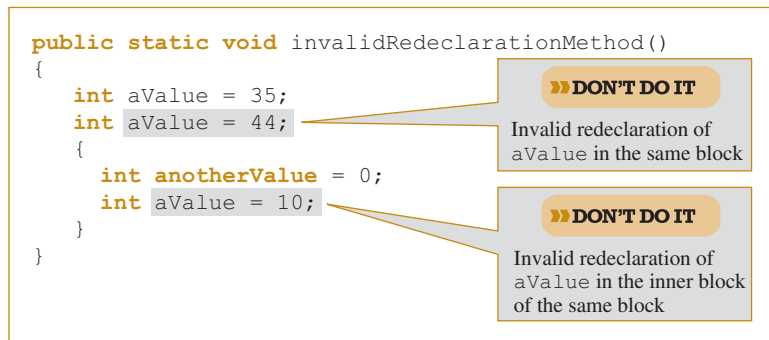 public static void invalidRedeclarationMethod()
{
int aValue = 35;
int aValue = 44;
{
int anotherValue = 0;
int aValue = 10;
}
}
»DON'T DO IT
Invalid redeclaration of
aValue in the same block
»DON'T DO IT
Invalid redeclaration of
aValue in the inner block
of the same block